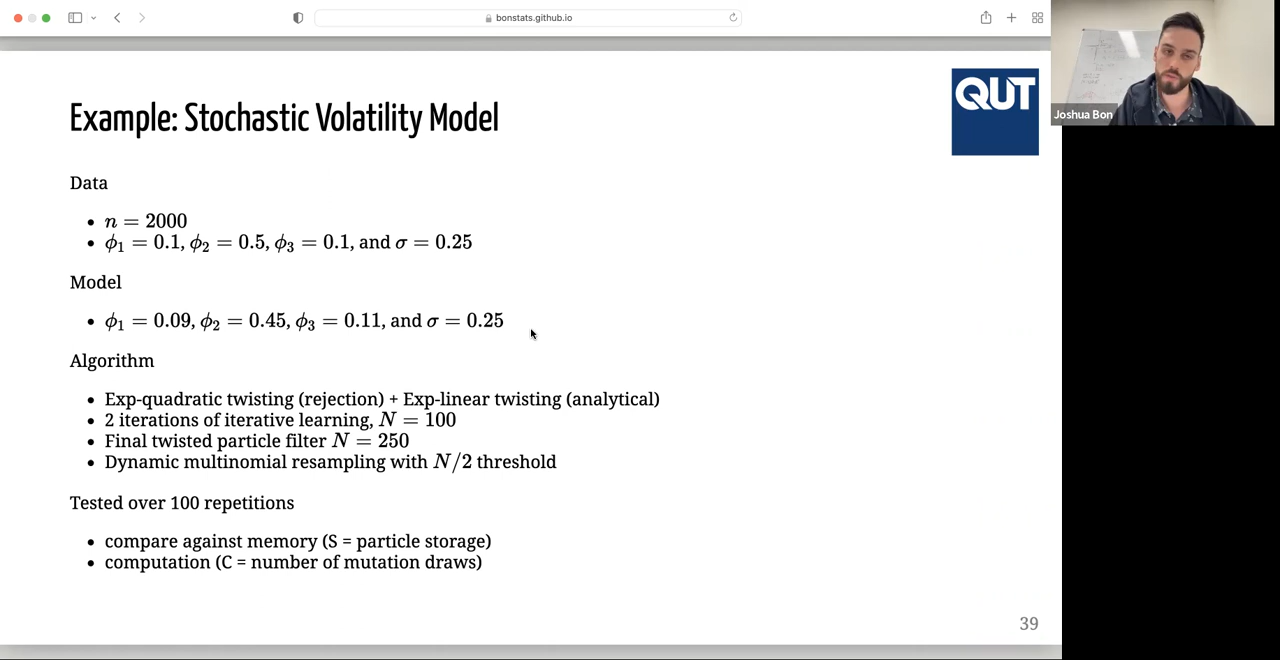 bonstats.github.io
Example: Stochastic Volatility Model
QUT
Joshua Bon
Data
• n = 2000
• ϕ₁ = 0.1, ϕ₂ = 0.5, ϕ₃ = 0.1, and σ = 0.25
Model
• ϕ₁ = 0.09, ϕ₂ = 0.45, ϕ₃ = 0.11, and σ = 0.25
Algorithm
• Exp-quadratic twisting (rejection) + Exp-linear twisting (analytical)
• 2 iterations of iterative learning, N = 100
• Final twisted particle filter N = 250
• Dynamic multinomial resampling with N/2 threshold
Tested over 100 repetitions
• compare against memory (S = particle storage)
• computation (C = number of mutation draws)
39